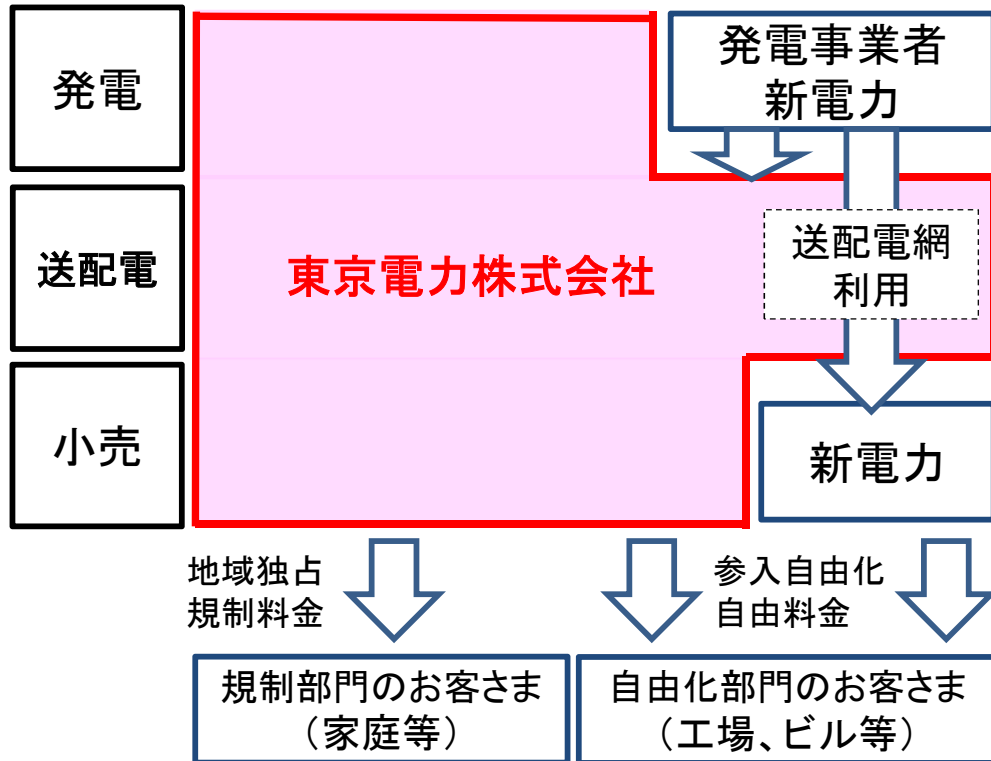 発電
発電事業者
新電力
送配電
東京電力株式会社
送配電網
利用
小売
新電力
地域独占
規制料金
参入自由化
自由料金
規制部門のお客さま
（家庭等）
自由化部門のお客さま
（工場、ビル等）